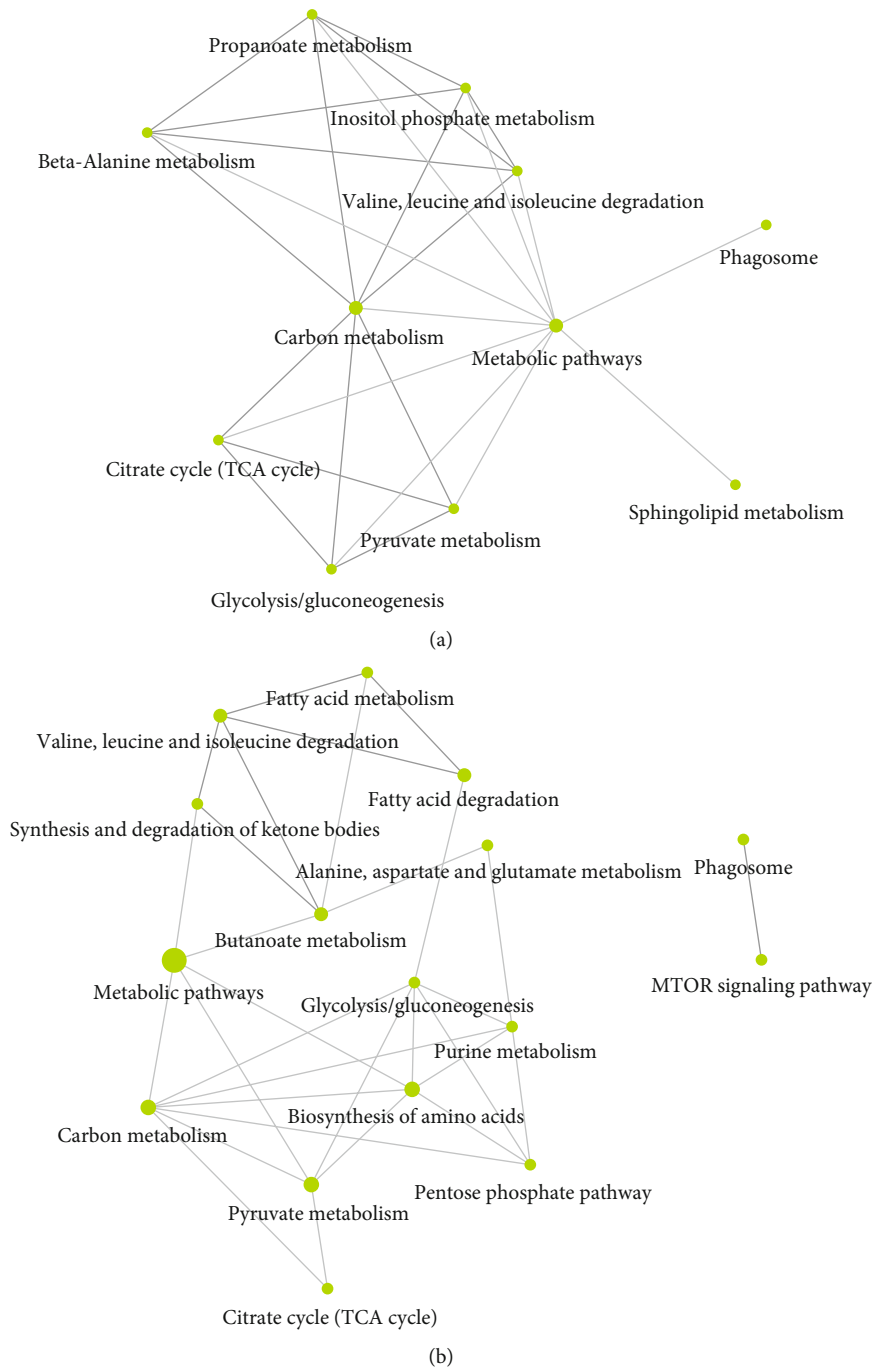 Propanoate metabolism
Inositol phosphate metabolism
Beta-Alanine metabolism
Valine, leucine and isoleucine degradation
Phagosome
Carbon metabolism
Metabolic pathways
Citrate cycle (TCA cycle)
Sphingolipid metabolism
Pyruvate metabolism
Glycolysis/gluconeogenesis
(a)
Fatty acid metabolism
Valine, leucine and isoleucine degradation
Fatty acid degradation
Synthesis and degradation of ketone bodies
Alanine, aspartate and glutamate metabolism
Phagosome
Butanoate metabolism
MTOR signaling pathway
Metabolic pathways
Glycolysis/gluconeogenesis
Purine metabolism
Biosynthesis of amino acids
Carbon metabolism
Pentose phosphate pathway
Pyruvate metabolism
Citrate cycle (TCA cycle)
(b)